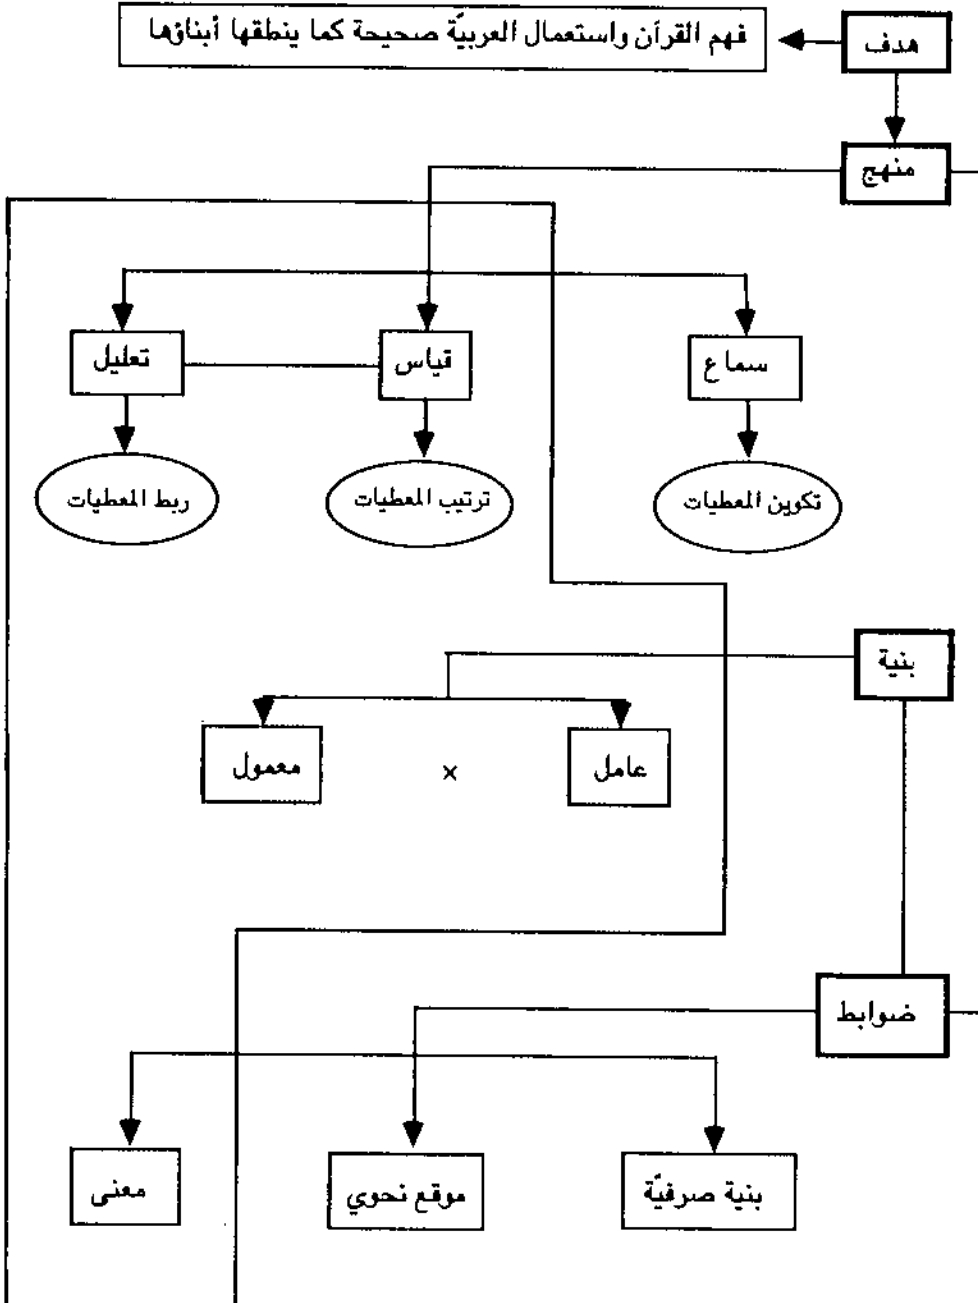 هدف
فهم القرآن واستعمال العربيّة صحيحة كما ينطقها أبناؤها
منهج
سماع
قياس
تعليل
تكوين المعطيات
ترتيب المعطيات
ربط المعطيات
بنية
عامل
×
معمول
ضوابط
بنية صرفيّة
موقع نحوي
معنى